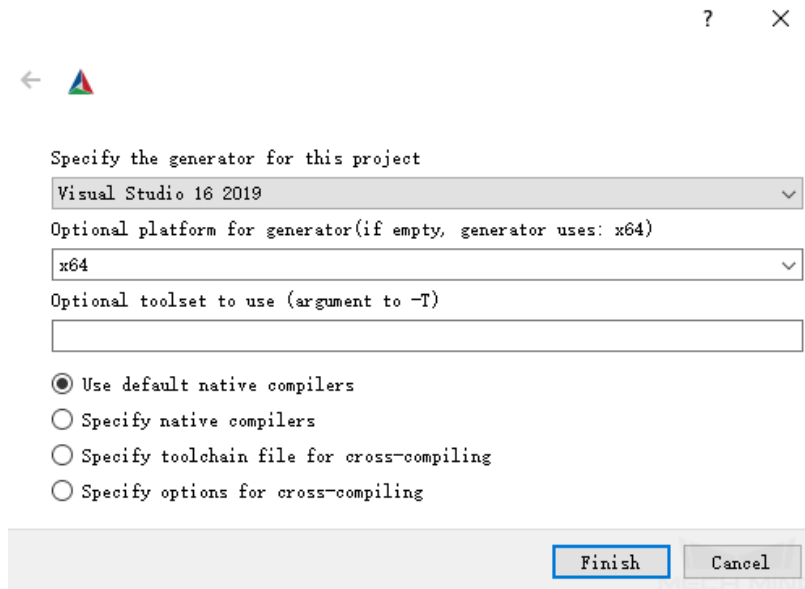 ?
Specify the generator for this project
Visual Studio 16 2019
Optional platform for generator(if empty, generator uses: x64)
x64
Optional toolset to use (argument to -T)
Use default native compilers
Specify native compilers
Specify toolchain file for cross-compiling
Specify options for cross-compiling
Finish Cancel
MECH MIND